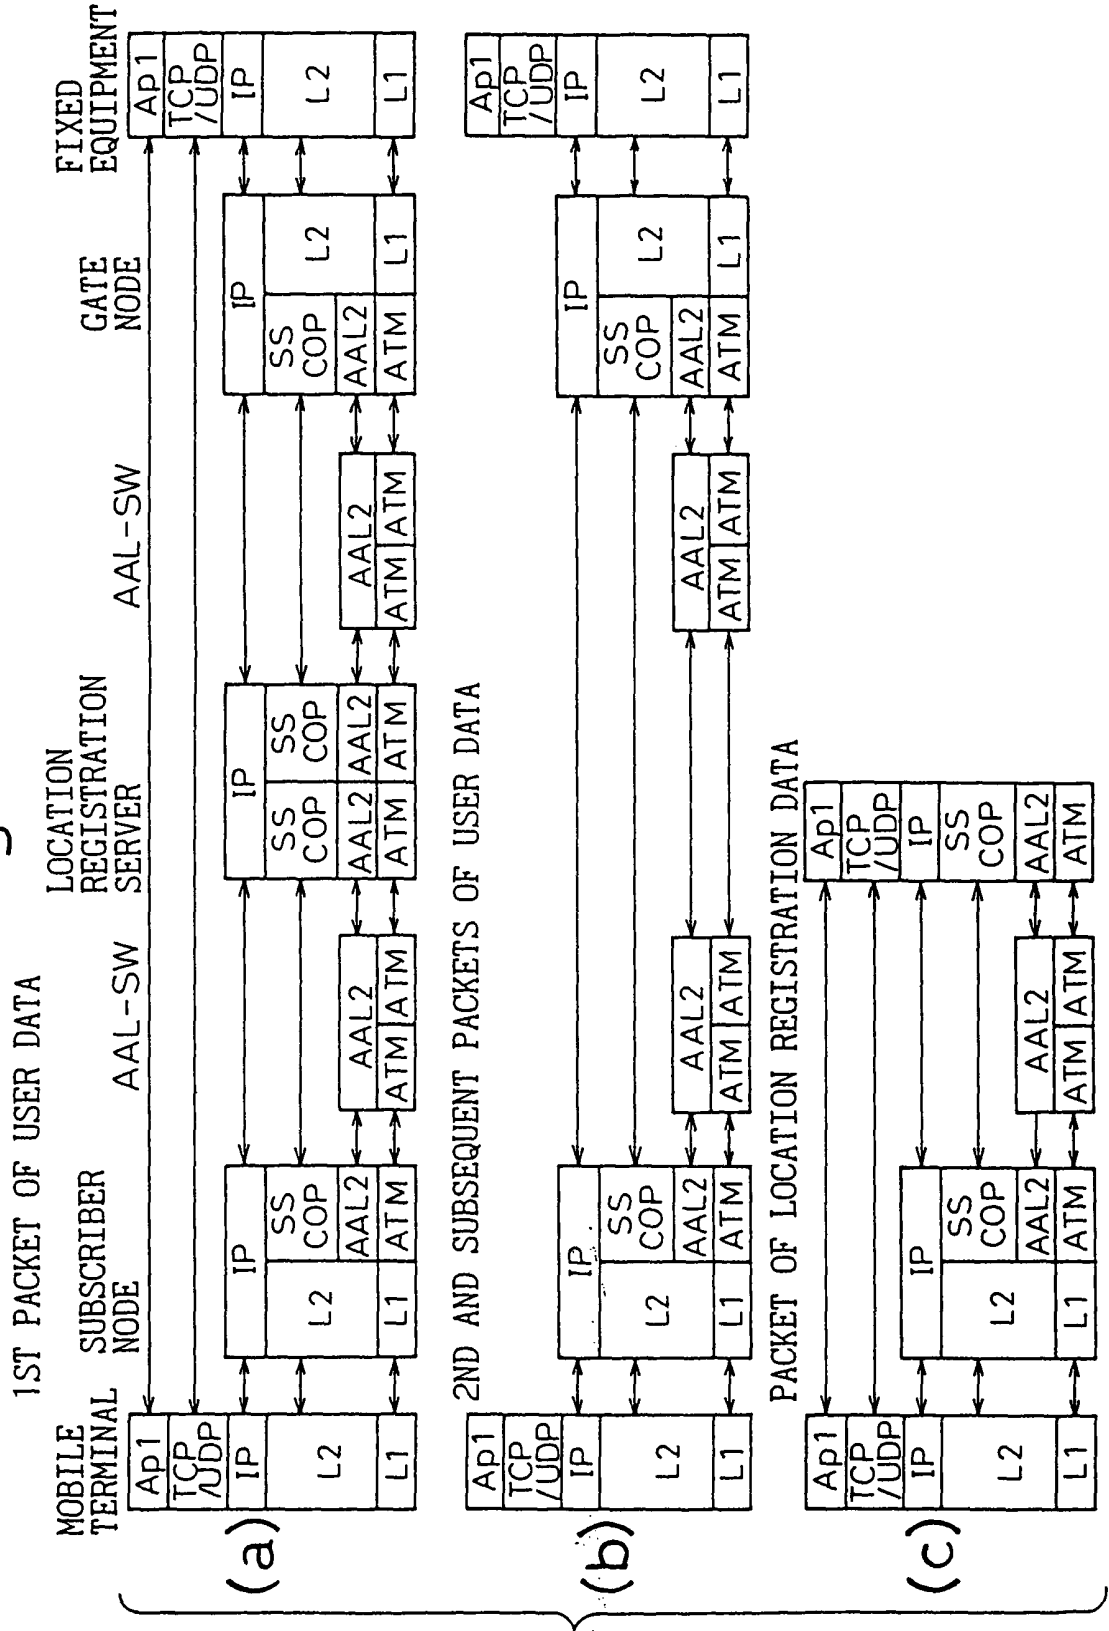 1ST PACKET OF USER DATA
MOBILE
TERMINAL
SUBSCRIBER
NODE
AAL-SW
LOCATION
REGISTRATION
SERVER
AAL-SW
GATE
NODE
FIXED
EQUIPMENT
(a)
Ap1
TCP
/UDP
IP
L2
L1
IP
L2
SS
COP
AAL2
L1
ATM
AAL2
ATM
ATM
IP
SS
COP
SS
COP
AAL2
AAL2
ATM
ATM
AAL2
ATM
ATM
IP
SS
COP
L2
AAL2
ATM
L1
Ap1
TCP
/UDP
IP
L2
L1
2ND AND SUBSEQUENT PACKETS OF USER DATA
(b)
Ap1
TCP
/UDP
IP
L2
L1
IP
L2
SS
COP
AAL2
L1
ATM
AAL2
ATM
ATM
AAL2
ATM
ATM
IP
SS
COP
L2
AAL2
ATM
L1
Ap1
TCP
/UDP
IP
L2
L1
PACKET OF LOCATION REGISTRATION DATA
(c)
Ap1
TCP
/UDP
IP
L2
L1
IP
L2
SS
COP
AAL2
L1
ATM
AAL2
ATM
ATM
Ap1
TCP
/UDP
IP
SS
COP
AAL2
ATM